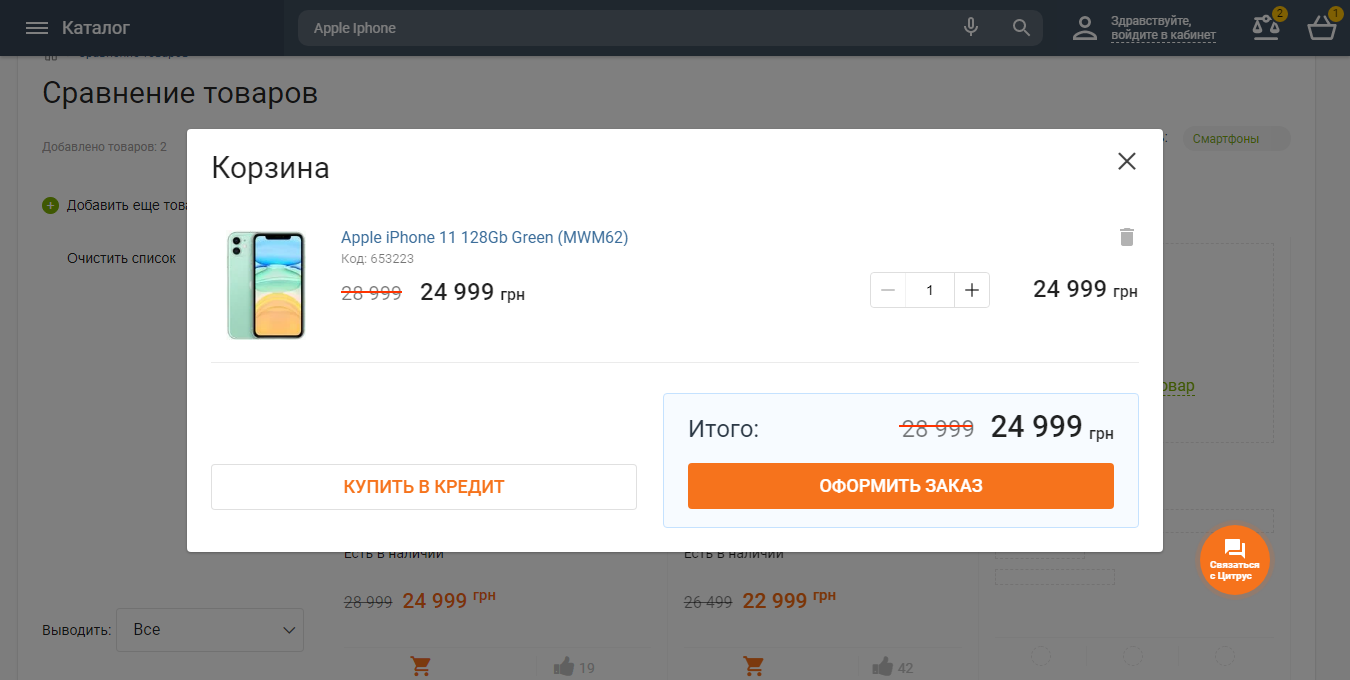 Каталог
Apple Iphone
Здравствуйте,
войдите в кабинет
2
1
Сравнение товаров
Сравнение товаров
Добавлено товаров: 2
Смартфоны
Добавить еще това
Очистить список
Корзина
Apple iPhone 11 128Gb Green (MWM62)
Код: 653223
28 999 24 999 грн
1
24 999 грн
овар
Итого: 28 999 24 999 грн
КУПИТЬ В КРЕДИТ
ОФОРМИТЬ ЗАКАЗ
Связаться
с Цитрус
Есть в наличии
Есть в наличии
28 999 24 999 грн
26 499 22 999 грн
Выводить: Все
19
42